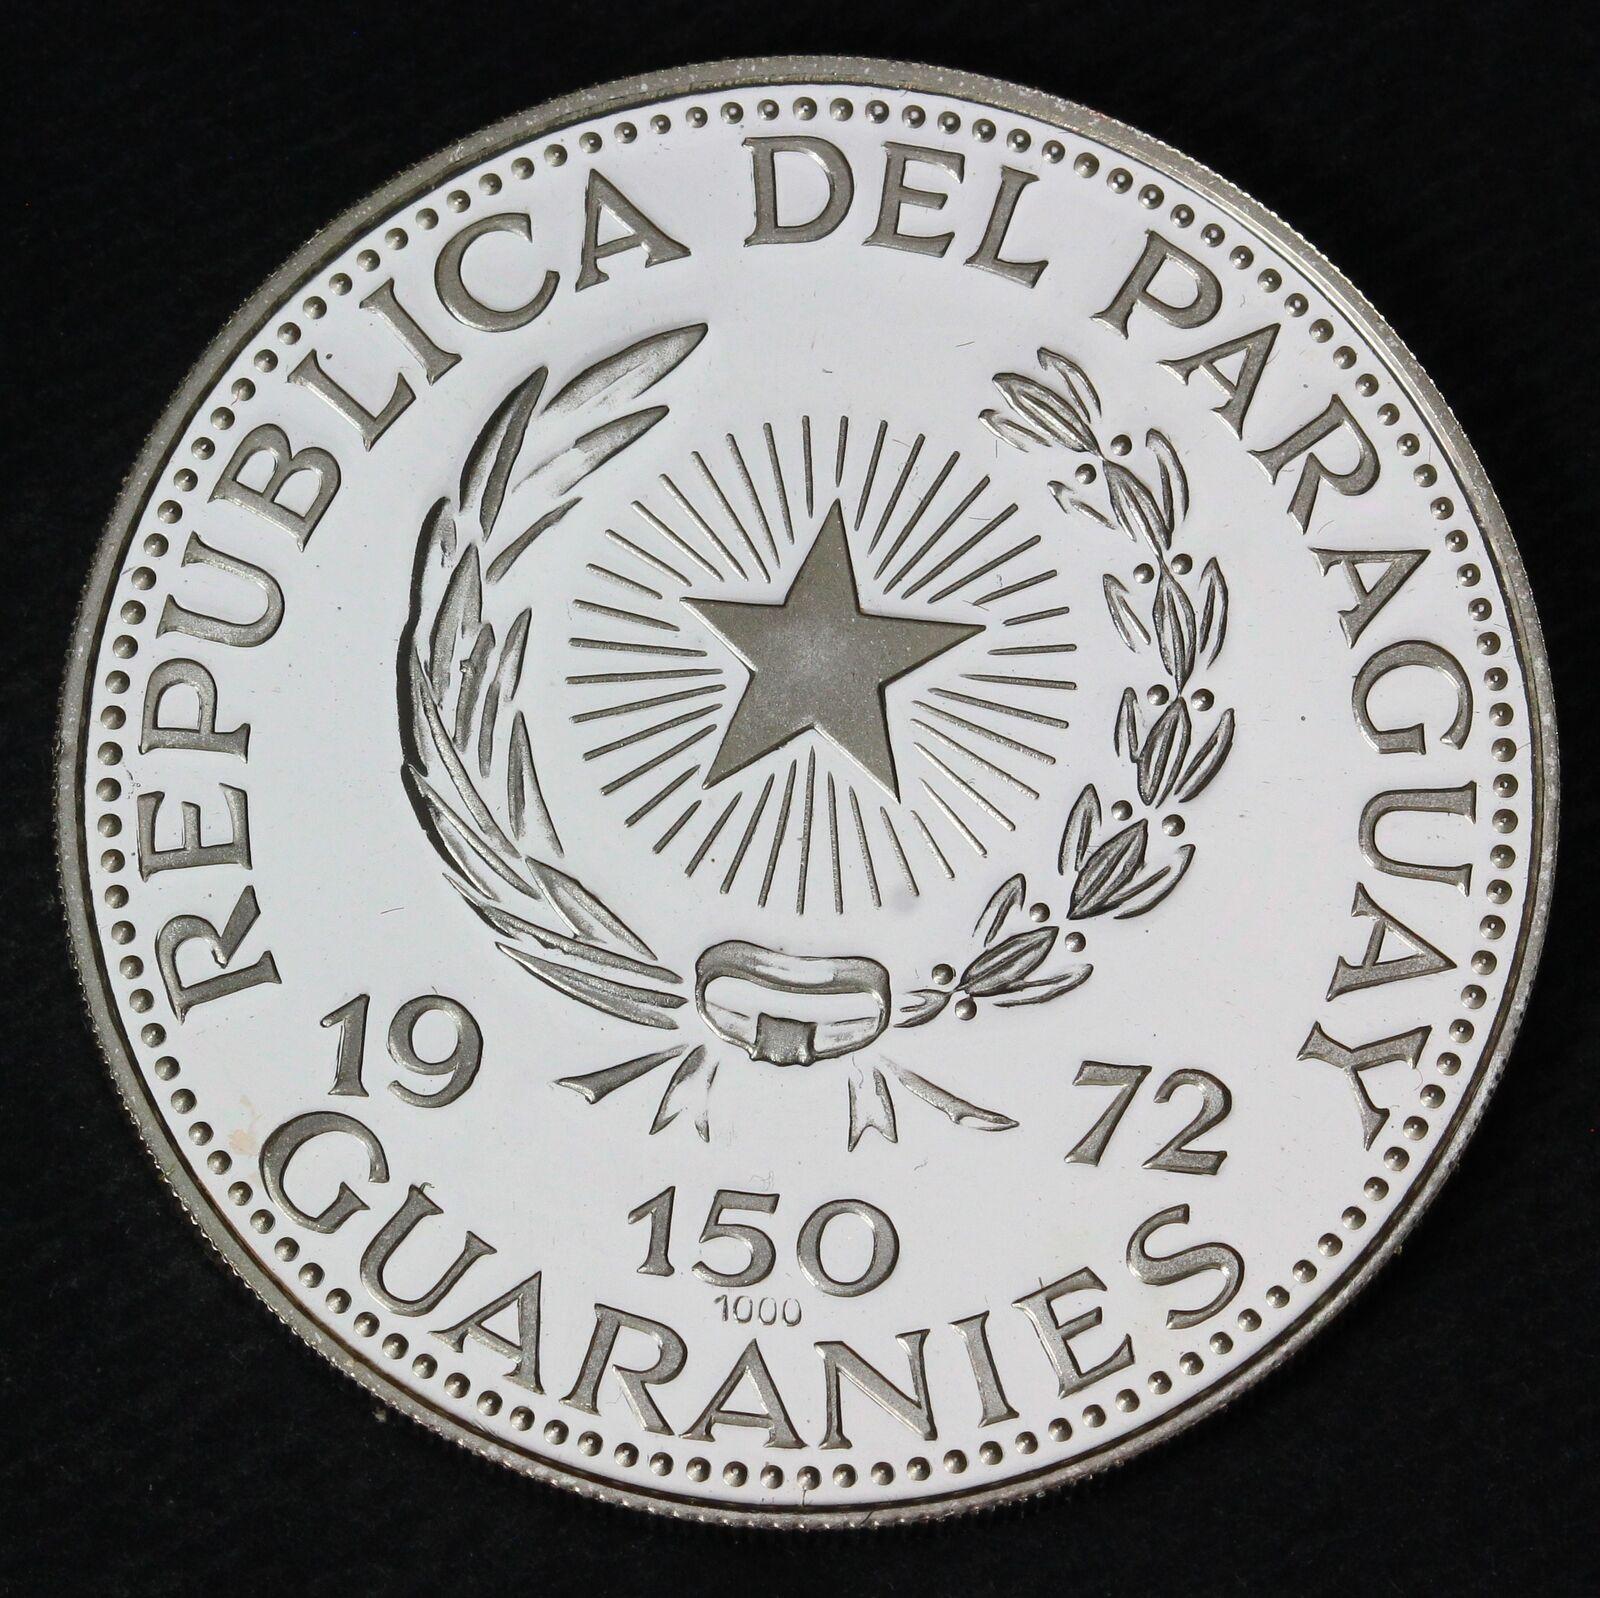 REPUBLICA DEL PARAGUAY
19 72
150
1000
GUARANIES